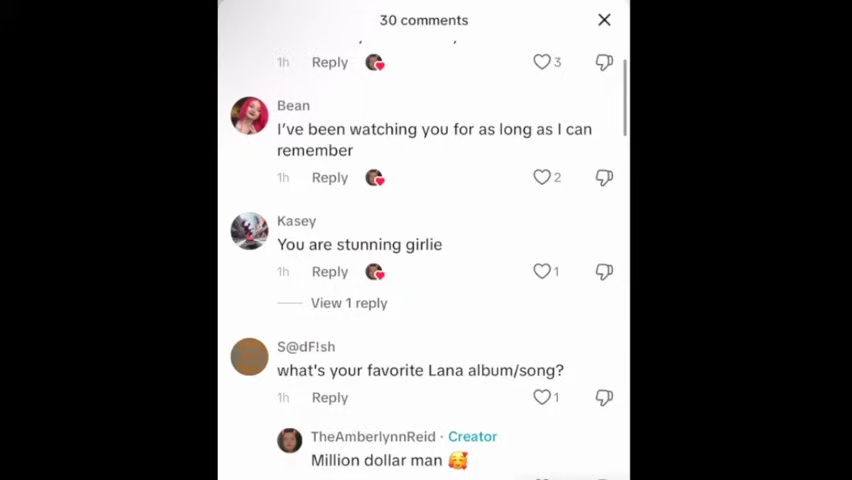 30 comments
1h Reply 3
Bean
I've been watching you for as long as I can
remember
1h Reply 2
Kasey
You are stunning girlie
1h Reply 1
View 1 reply
S@dF!sh
what's your favorite Lana album/song?
1h Reply 1
TheAmberlynnReid · Creator
Million dollar man 🥰